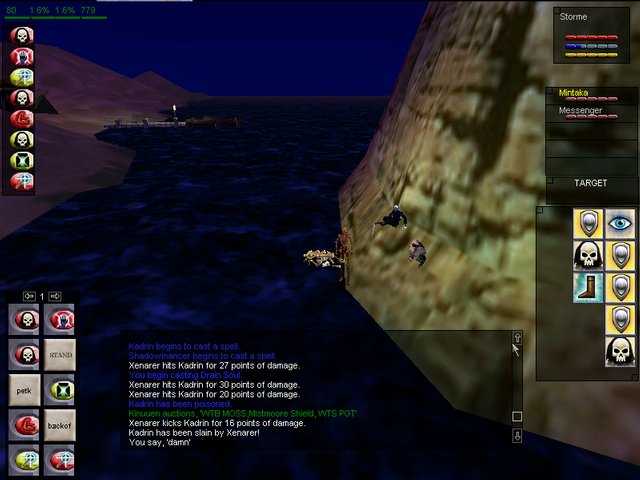 80 1.6% 1.6% 779
Storme
Mintaka
Messenger
TARGET
1
STAND
petk
backof
Kadrin begins to cast a spell.
Shadowmancer begins to cast a spell.
Xenarer hits Kadrin for 27 points of damage.
You begin casting Drain Soul.
Xenarer hits Kadrin for 30 points of damage.
Xenarer hits Kadrin for 20 points of damage.
Kadrin has been poisoned.
Kinuuen auctions, 'WTB MOSS,Mistmoore Shield, WTS PGT'
Xenarer kicks Kadrin for 16 points of damage.
Kadrin has been slain by Xenarer!
You say, 'damn'